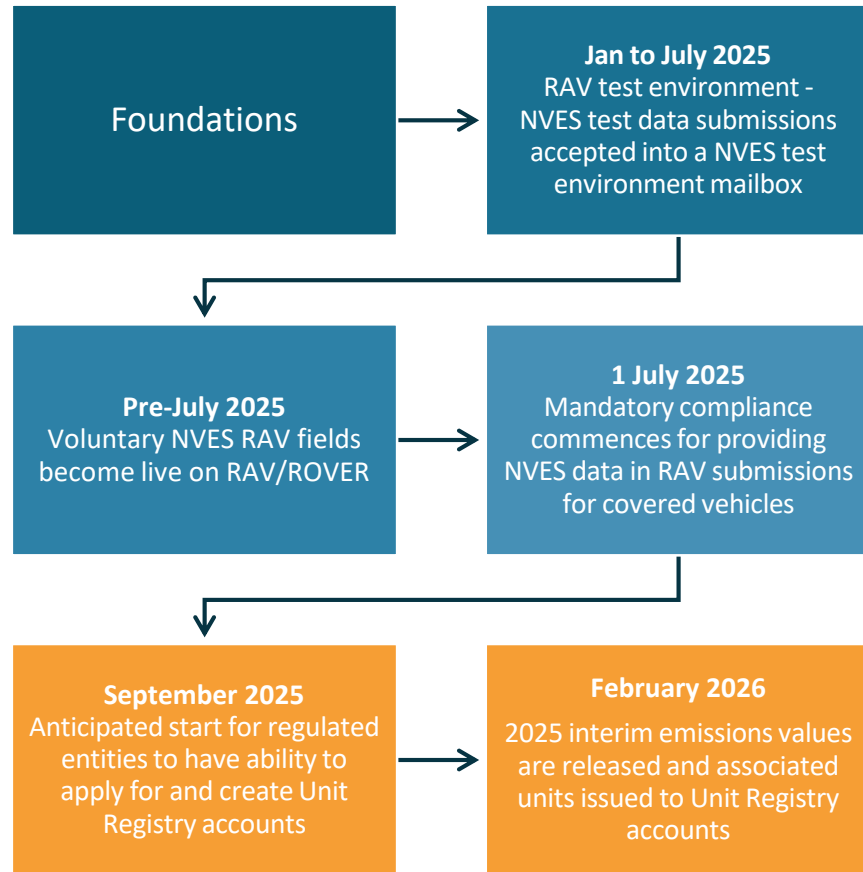 Foundations
Jan to July 2025
RAV test environment -
NVES test data submissions
accepted into a NVES test
environment mailbox
Pre-July 2025
Voluntary NVES RAV fields
become live on RAV/ROVER
1 July 2025
Mandatory compliance
commences for providing
NVES data in RAV submissions
for covered vehicles
September 2025
Anticipated start for regulated
entities to have ability to
apply for and create Unit
Registry accounts
February 2026
2025 interim emissions values
are released and associated
units issued to Unit Registry
accounts